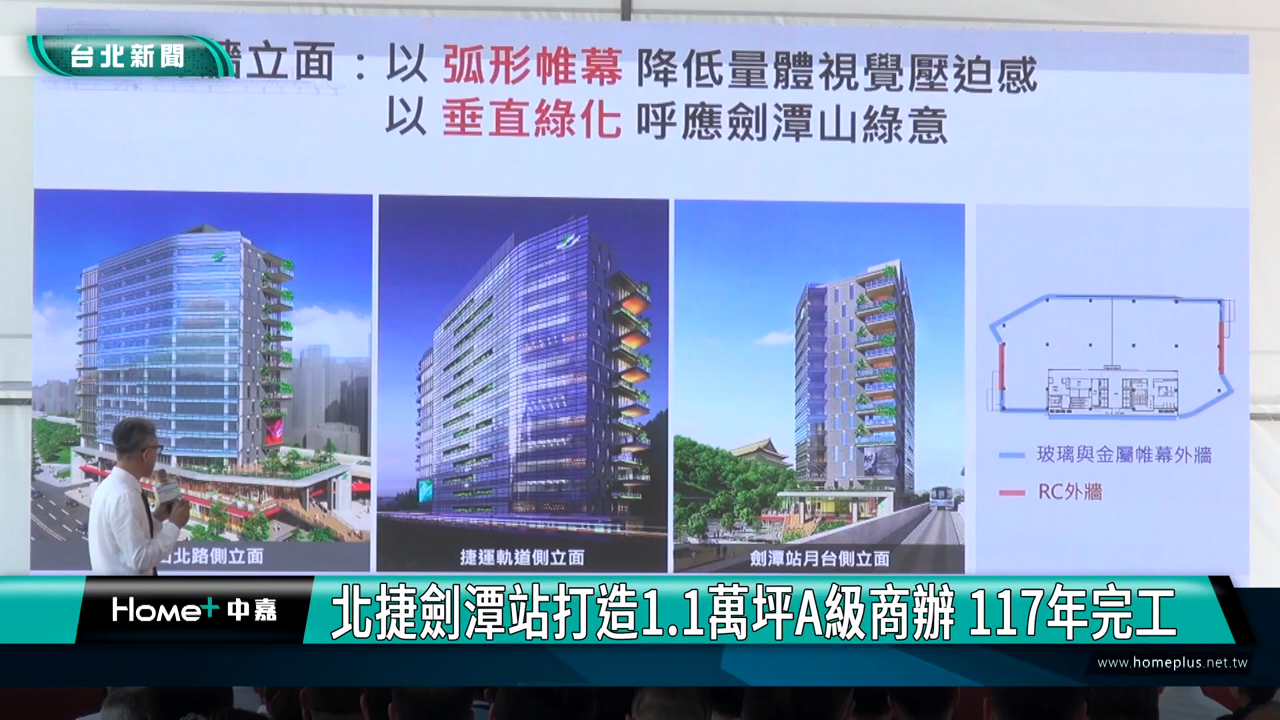 台北新聞
牆立面：以 弧形帷幕 降低量體視覺壓迫感
以 垂直綠化 呼應劍潭山綠意
玻璃與金屬帷幕外牆
RC外牆
北路側立面
捷運軌道側立面
劍潭站月台側立面
Home+中嘉
北捷劍潭站打造1.1萬坪A級商辦 117年完工
www.homeplus.net.tw